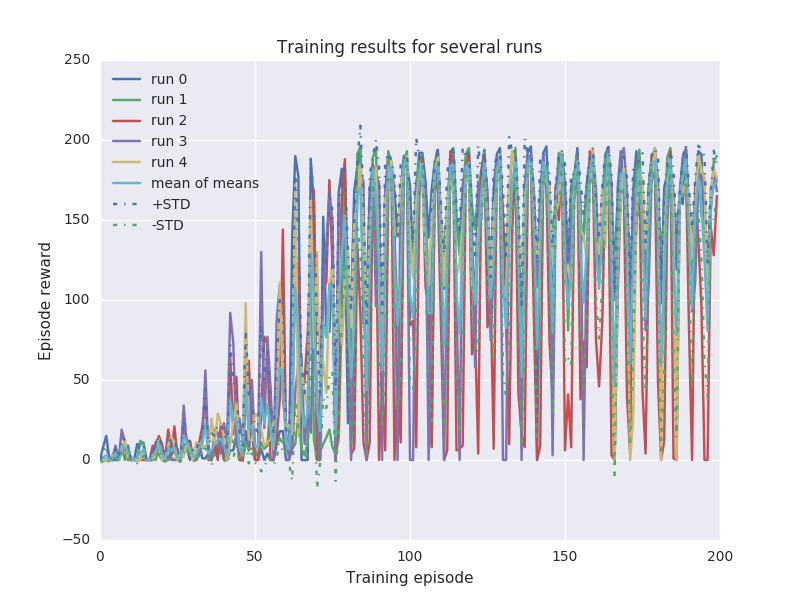 Training results for several runs
250
200
150
100
50
0
−50
run 0
run 1
run 2
run 3
run 4
mean of means
+STD
-STD
Episode reward
0 50 100 150 200
Training episode